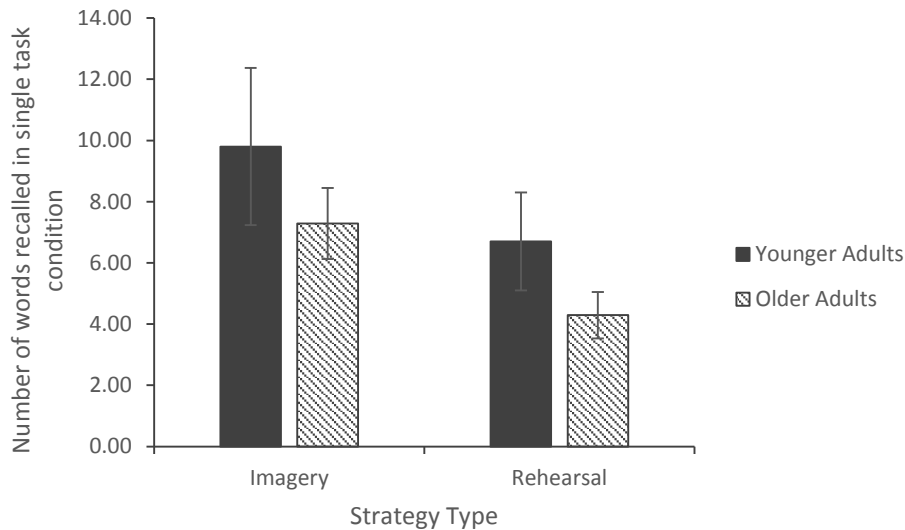 14.00
12.00
10.00
8.00
6.00
4.00
2.00
0.00
Number of words recalled in single task
condition
Imagery
Rehearsal
Strategy Type
Younger Adults
Older Adults